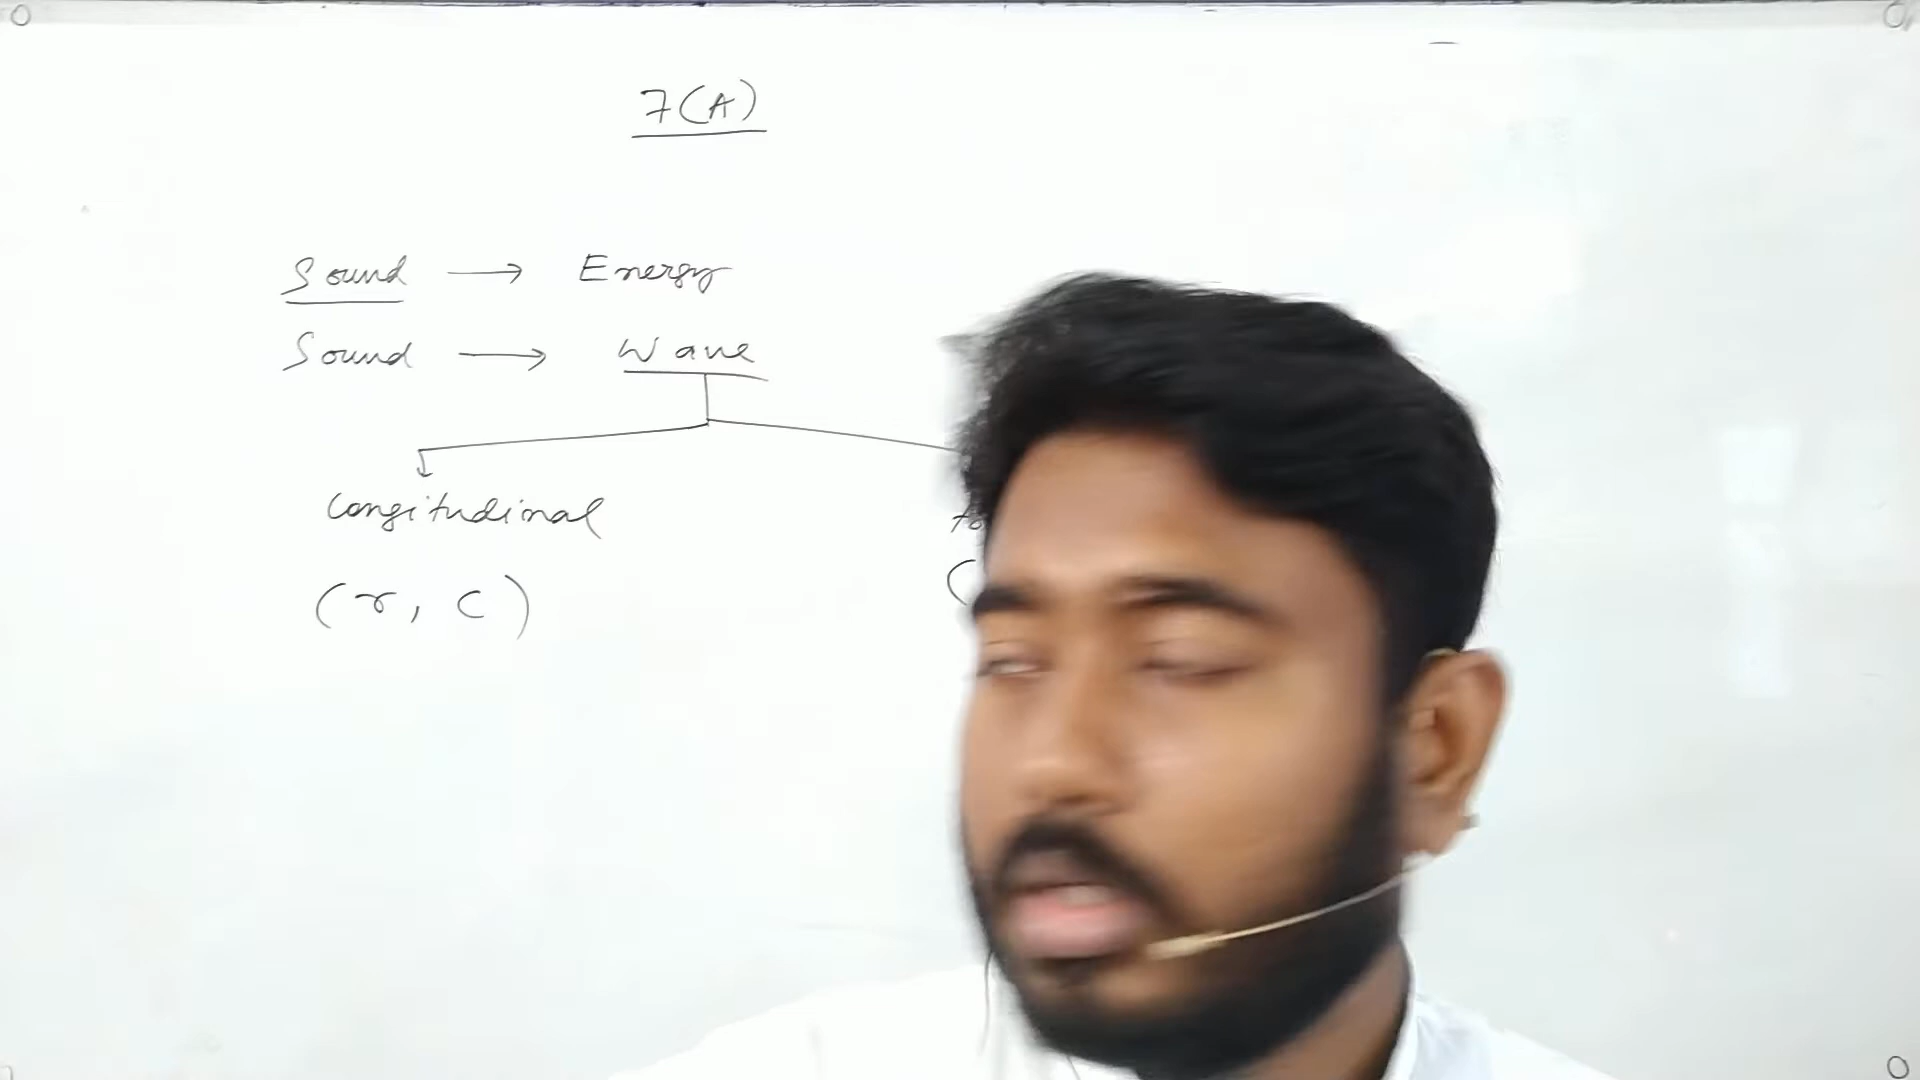 7(A)
Sound → Energy
Sound → Wave
Longitudinal
(r, c)